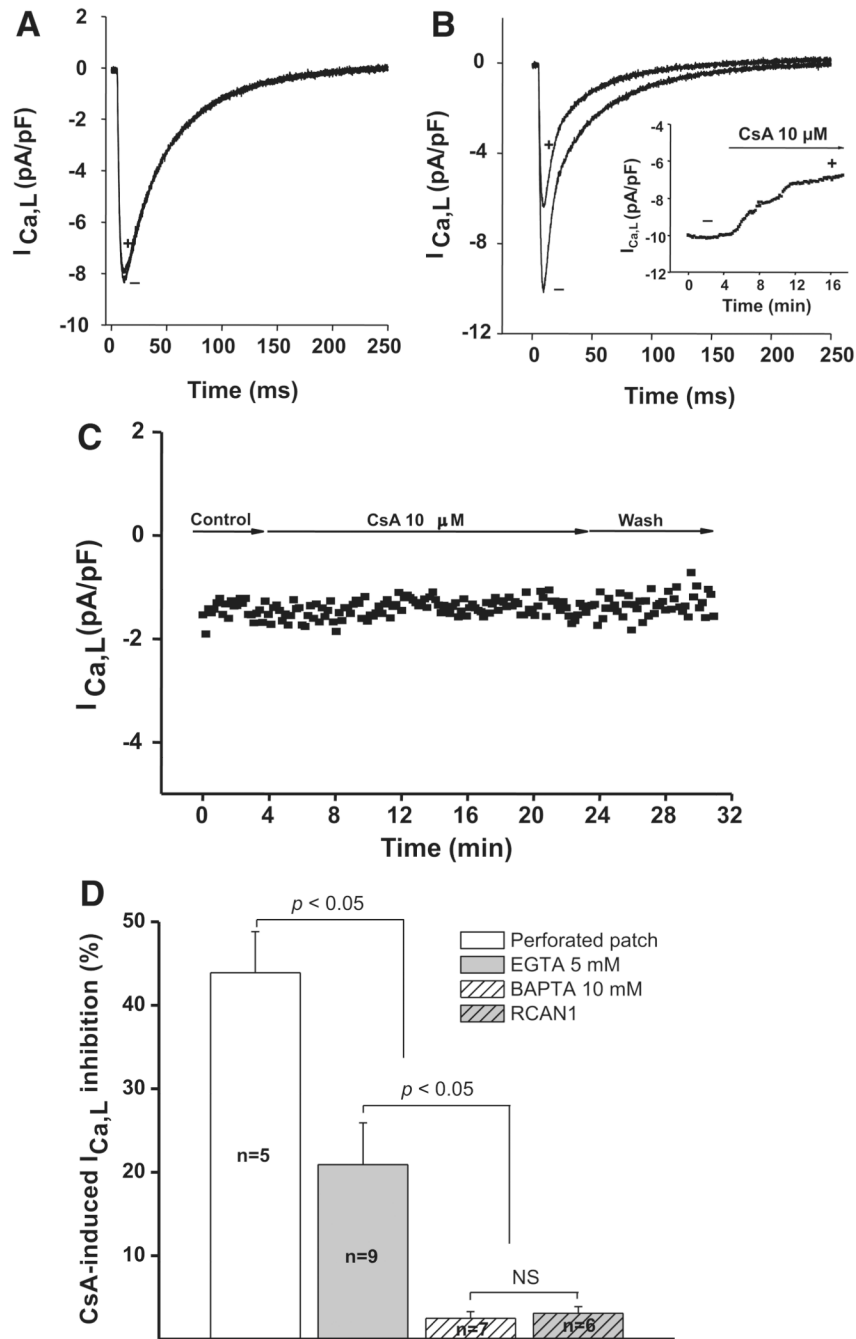 A
0
-2
-4
-6
-8
-10
I Ca,L (pA/pF)
+
−
0 50 100 150 200 250
Time (ms)
B
0
-4
-8
-12
I Ca,L (pA/pF)
+
−
0 50 100 150 200 250
Time (ms)
CsA 10 µM
-4
-6
-8
-10
-12
I Ca,L (pA/pF)
−
+
0 4 8 12 16
Time (min)
C
2
0
-2
-4
I Ca,L (pA/pF)
Control
CsA 10 µM
Wash
0 4 8 12 16 20 24 28 32
Time (min)
D
50
40
30
20
10
CsA-induced I Ca,L inhibition (%)
p < 0.05
p < 0.05
NS
n=5
n=9
n=7
n=6
Perforated patch
EGTA 5 mM
BAPTA 10 mM
RCAN1